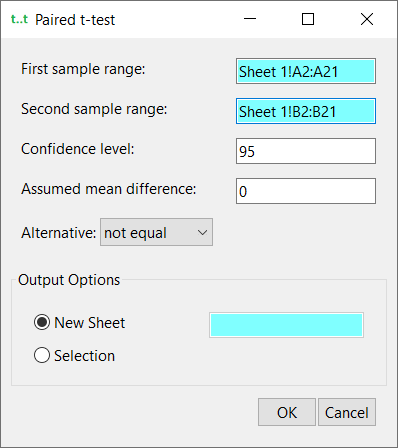 t..t Paired t-test
First sample range: Sheet 1!A2:A21
Second sample range: Sheet 1!B2:B21
Confidence level: 95
Assumed mean difference: 0
Alternative: not equal
Output Options
New Sheet
Selection
OK Cancel